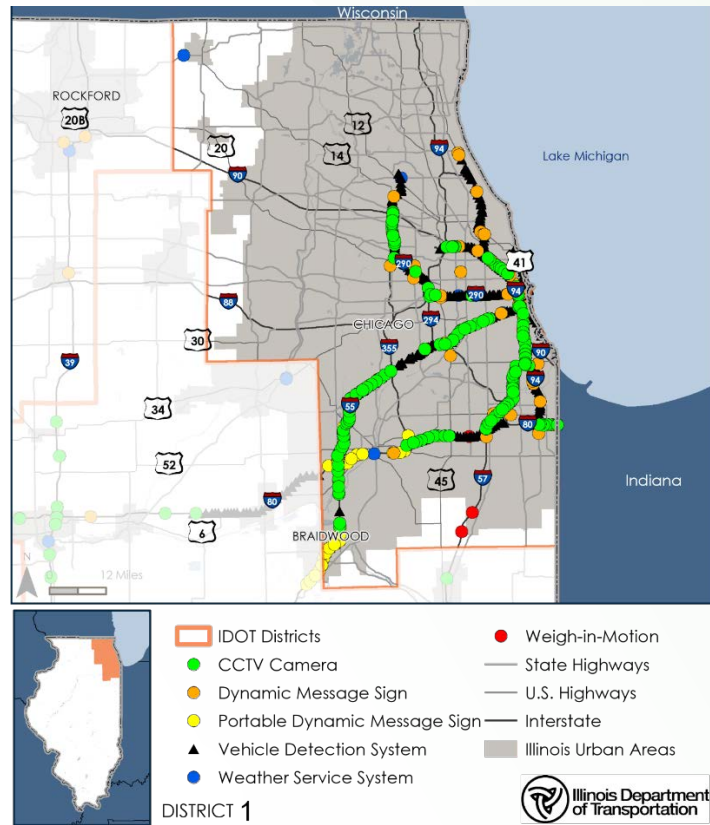 Wisconsin
ROCKFORD
20B
12
20
14
94
Lake Michigan
90
41
290
290
94
88
CHICAGO
294
30
355
90
39
94
55
34
80
52
45
Indiana
57
80
6
BRAIDWOOD
N
0 12 Miles
IDOT Districts
CCTV Camera
Dynamic Message Sign
Portable Dynamic Message Sign
Vehicle Detection System
Weather Service System
Weigh-in-Motion
State Highways
U.S. Highways
Interstate
Illinois Urban Areas
DISTRICT 1
Illinois Department
of Transportation